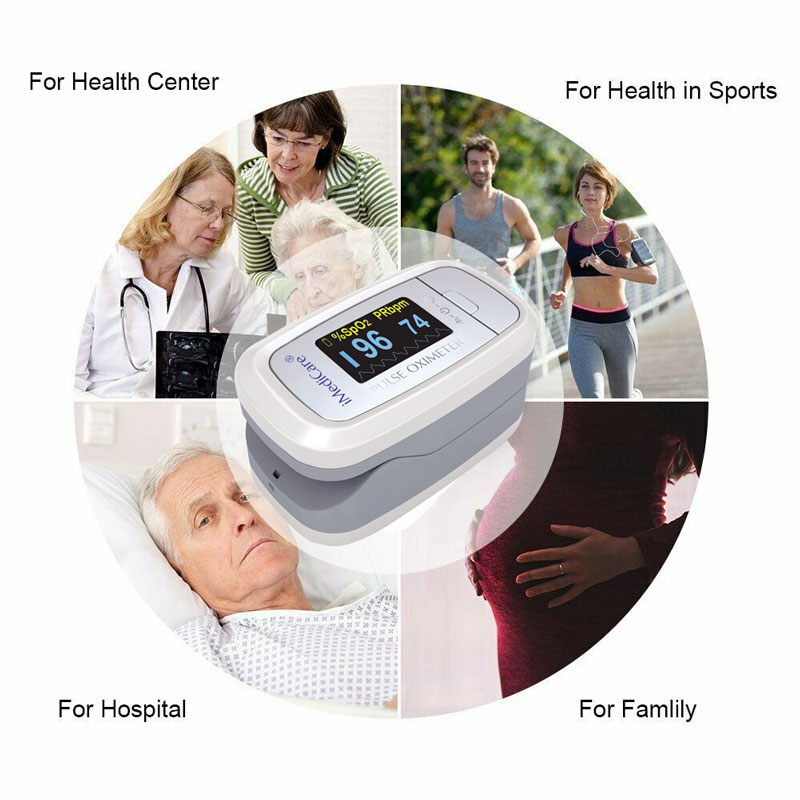 For Health Center
For Health in Sports
%SpO2 PRbpm
96 74
iMediCare®
PULSE OXIMETER
For Hospital
For Famlily